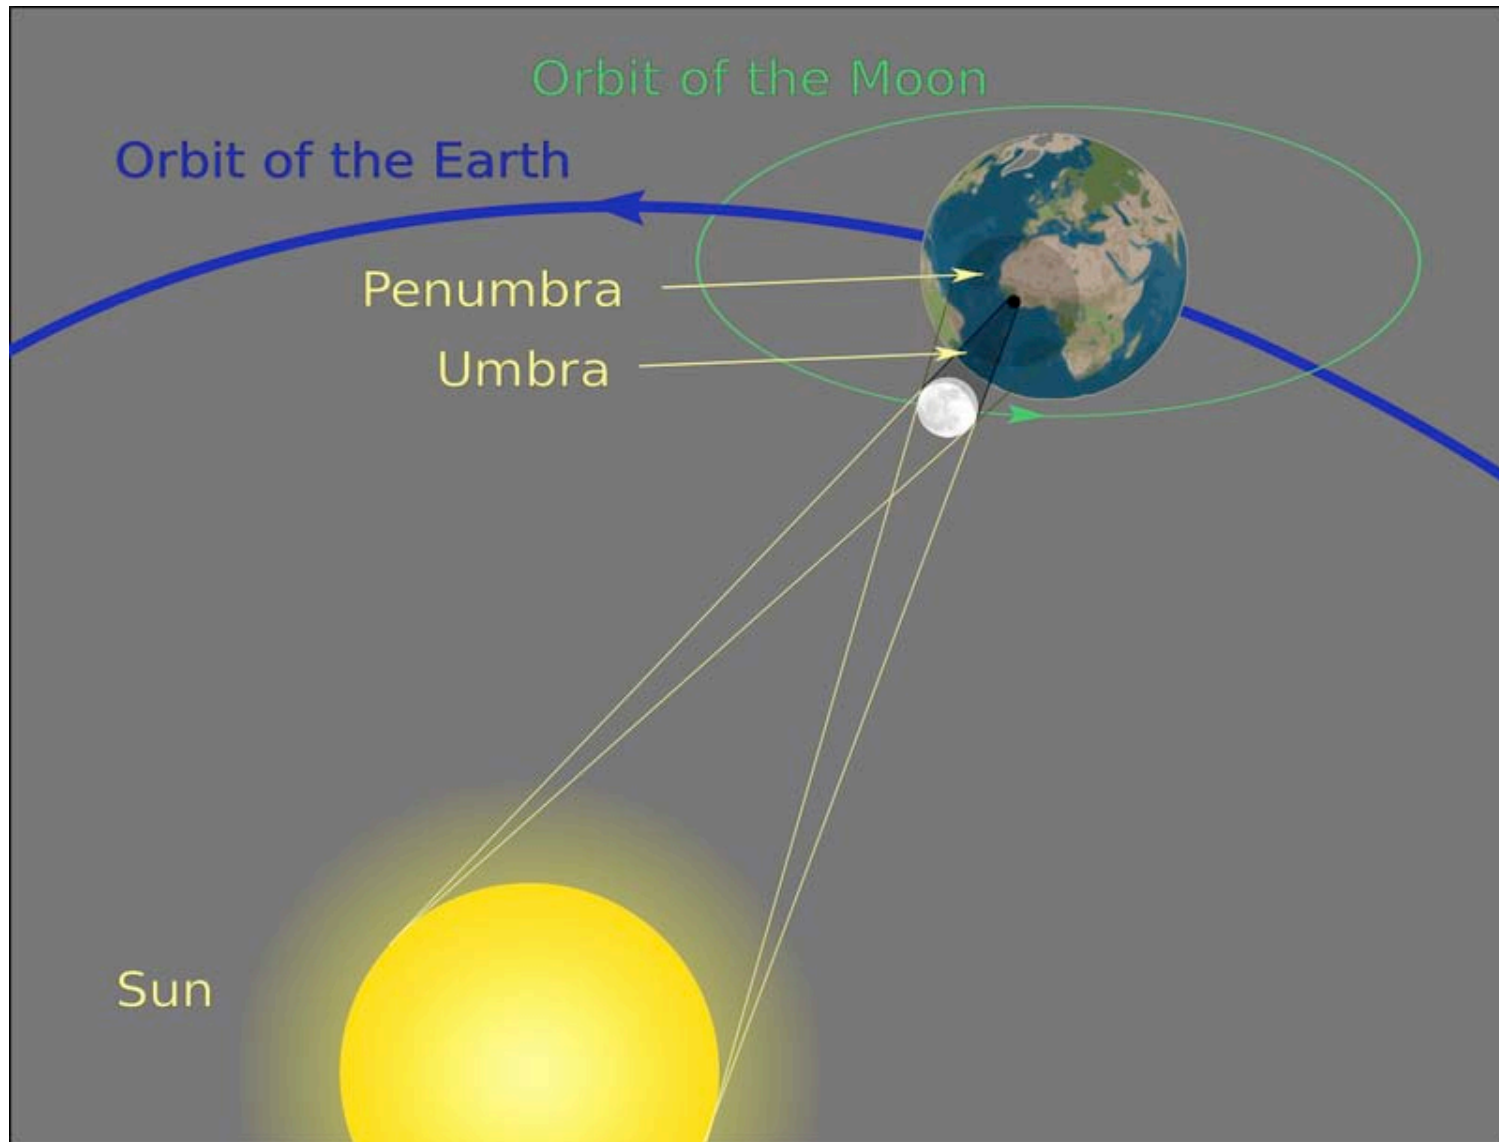 Orbit of the Moon
Orbit of the Earth
Penumbra
Umbra
Sun